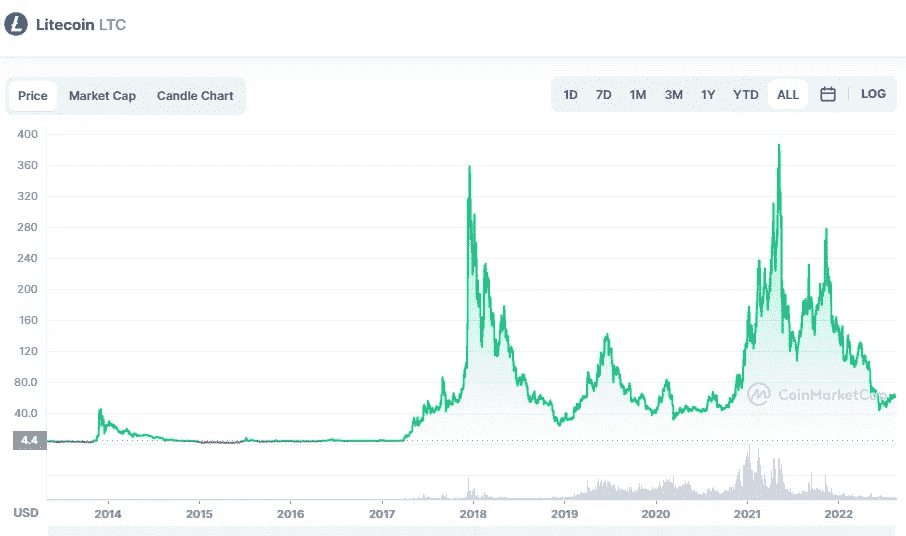 Litecoin LTC
Price Market Cap Candle Chart
1D 7D 1M 3M 1Y YTD ALL LOG
400
360
320
280
240
200
160
120
80.0
40.0
4.4
CoinMarketCap
USD 2014 2015 2016 2017 2018 2019 2020 2021 2022